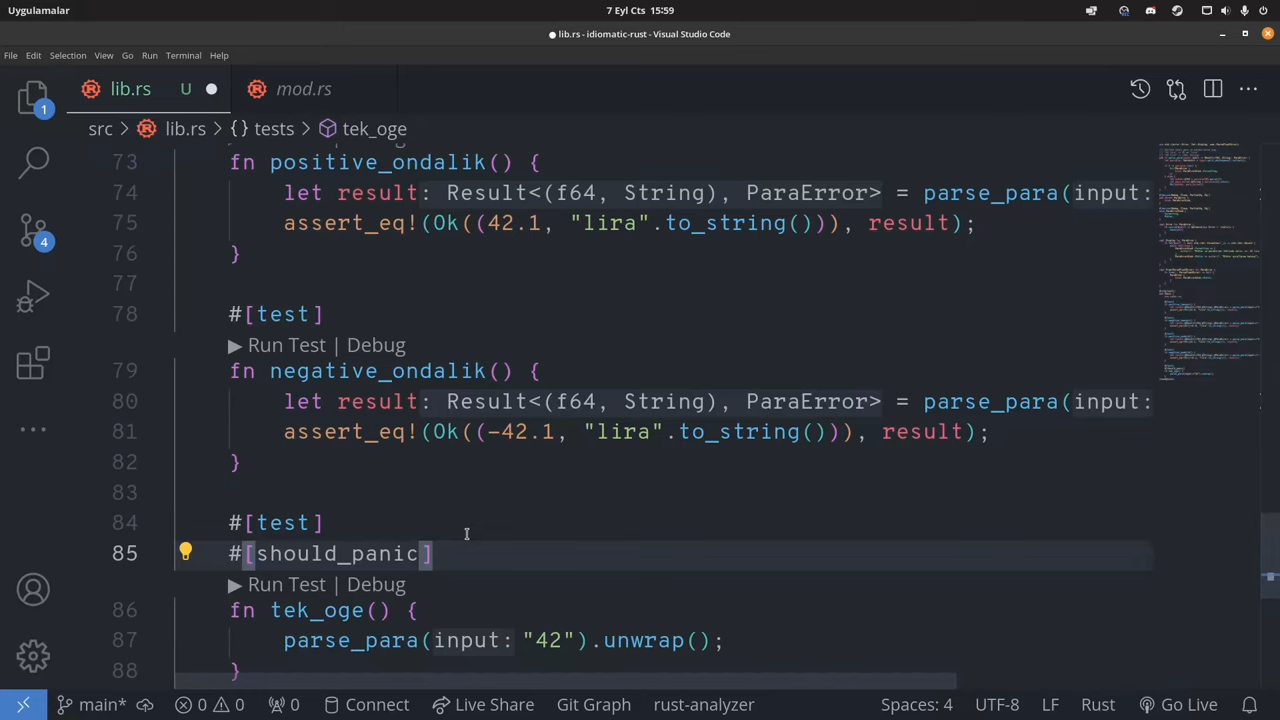 Uygulamalar
7 Eyl Cts 15:59
● lib.rs - idiomatic-rust - Visual Studio Code
File Edit Selection View Go Run Terminal Help
lib.rs U ●
mod.rs
src > lib.rs > {} tests > tek_oge
73 fn positive_ondalik() {
74 let result: Result<(f64, String), ParaError> = parse_para(input:
75 assert_eq!(Ok((42.1, "lira".to_string())), result);
76 }
77
78 #[test]
▶ Run Test | Debug
79 fn negative_ondalik() {
80 let result: Result<(f64, String), ParaError> = parse_para(input:
81 assert_eq!(Ok((-42.1, "lira".to_string())), result);
82 }
83
84 #[test]
85 #[should_panic]
▶ Run Test | Debug
86 fn tek_oge() {
87 parse_para(input: "42").unwrap();
88 }
1
4
main* 0 0 0 Connect Live Share Git Graph rust-analyzer Spaces: 4 UTF-8 LF Rust Go Live